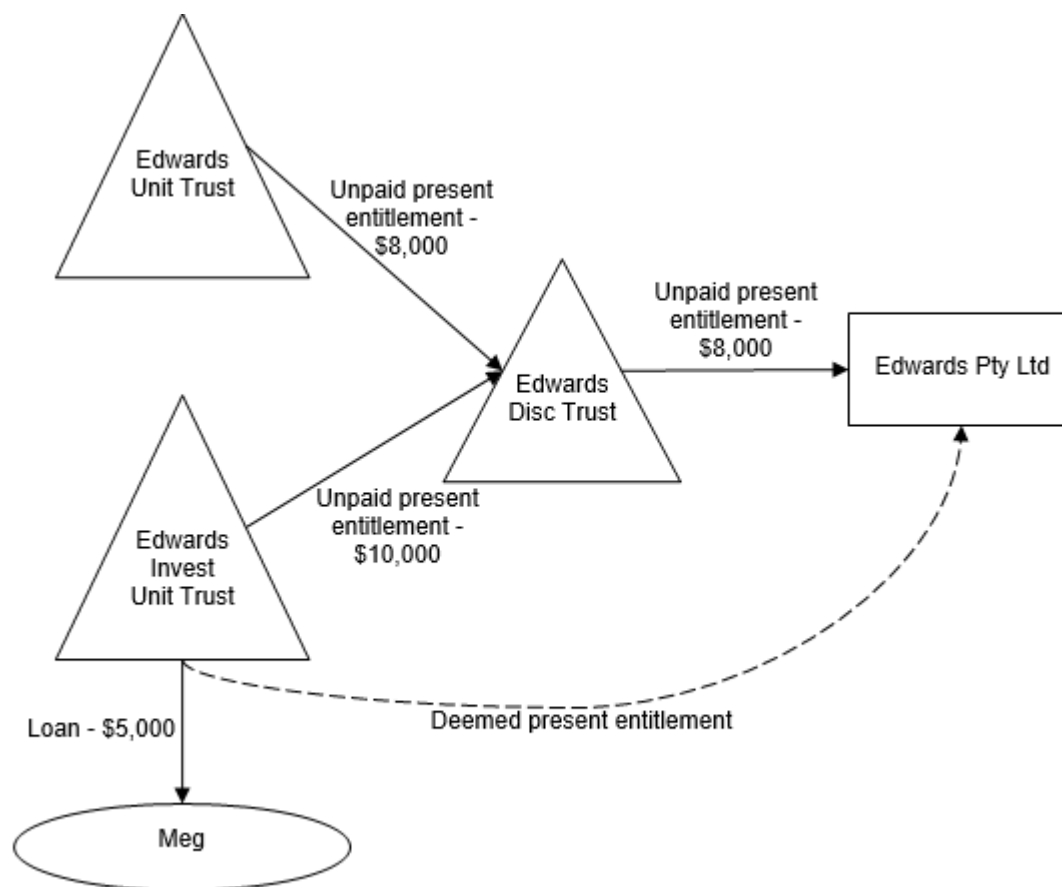 Edwards
Unit Trust
Unpaid present
entitlement -
$8,000
Unpaid present
entitlement -
$8,000
Edwards Pty Ltd
Edwards
Disc Trust
Unpaid present
entitlement -
$10,000
Edwards
Invest
Unit Trust
Loan - $5,000
Deemed present entitlement
Meg